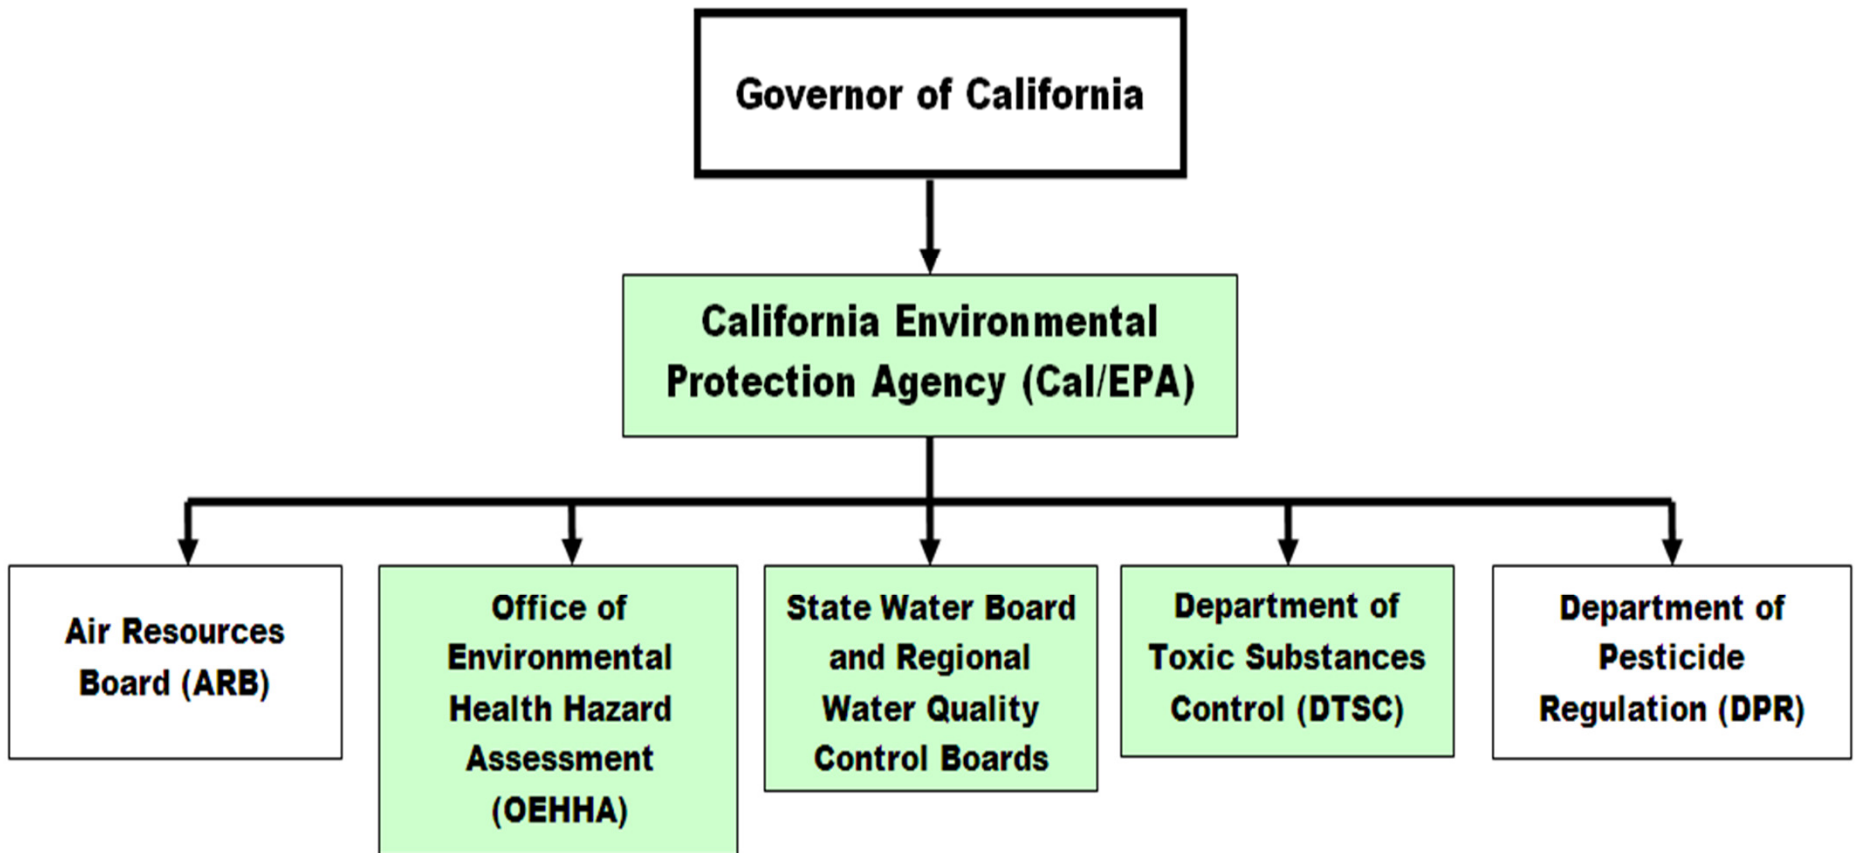 Governor of California
California Environmental
Protection Agency (Cal/EPA)
Air Resources
Board (ARB)
Office of
Environmental
Health Hazard
Assessment
(OEHHA)
State Water Board
and Regional
Water Quality
Control Boards
Department of
Toxic Substances
Control (DTSC)
Department of
Pesticide
Regulation (DPR)